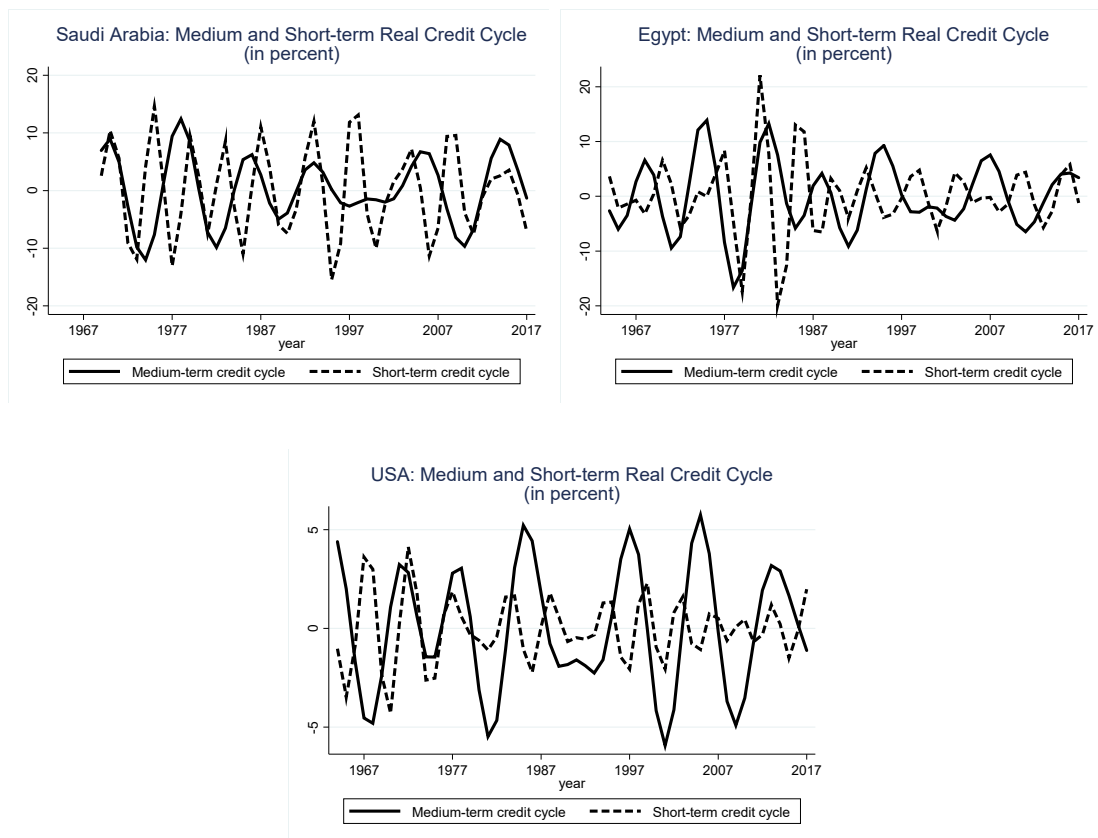 Saudi Arabia: Medium and Short-term Real Credit Cycle
(in percent)
20
10
0
-10
-20
1967 1977 1987 1997 2007 2017
year
Medium-term credit cycle Short-term credit cycle
Egypt: Medium and Short-term Real Credit Cycle
(in percent)
20
10
0
-10
-20
1967 1977 1987 1997 2007 2017
year
Medium-term credit cycle Short-term credit cycle
USA: Medium and Short-term Real Credit Cycle
(in percent)
5
0
-5
1967 1977 1987 1997 2007 2017
year
Medium-term credit cycle Short-term credit cycle